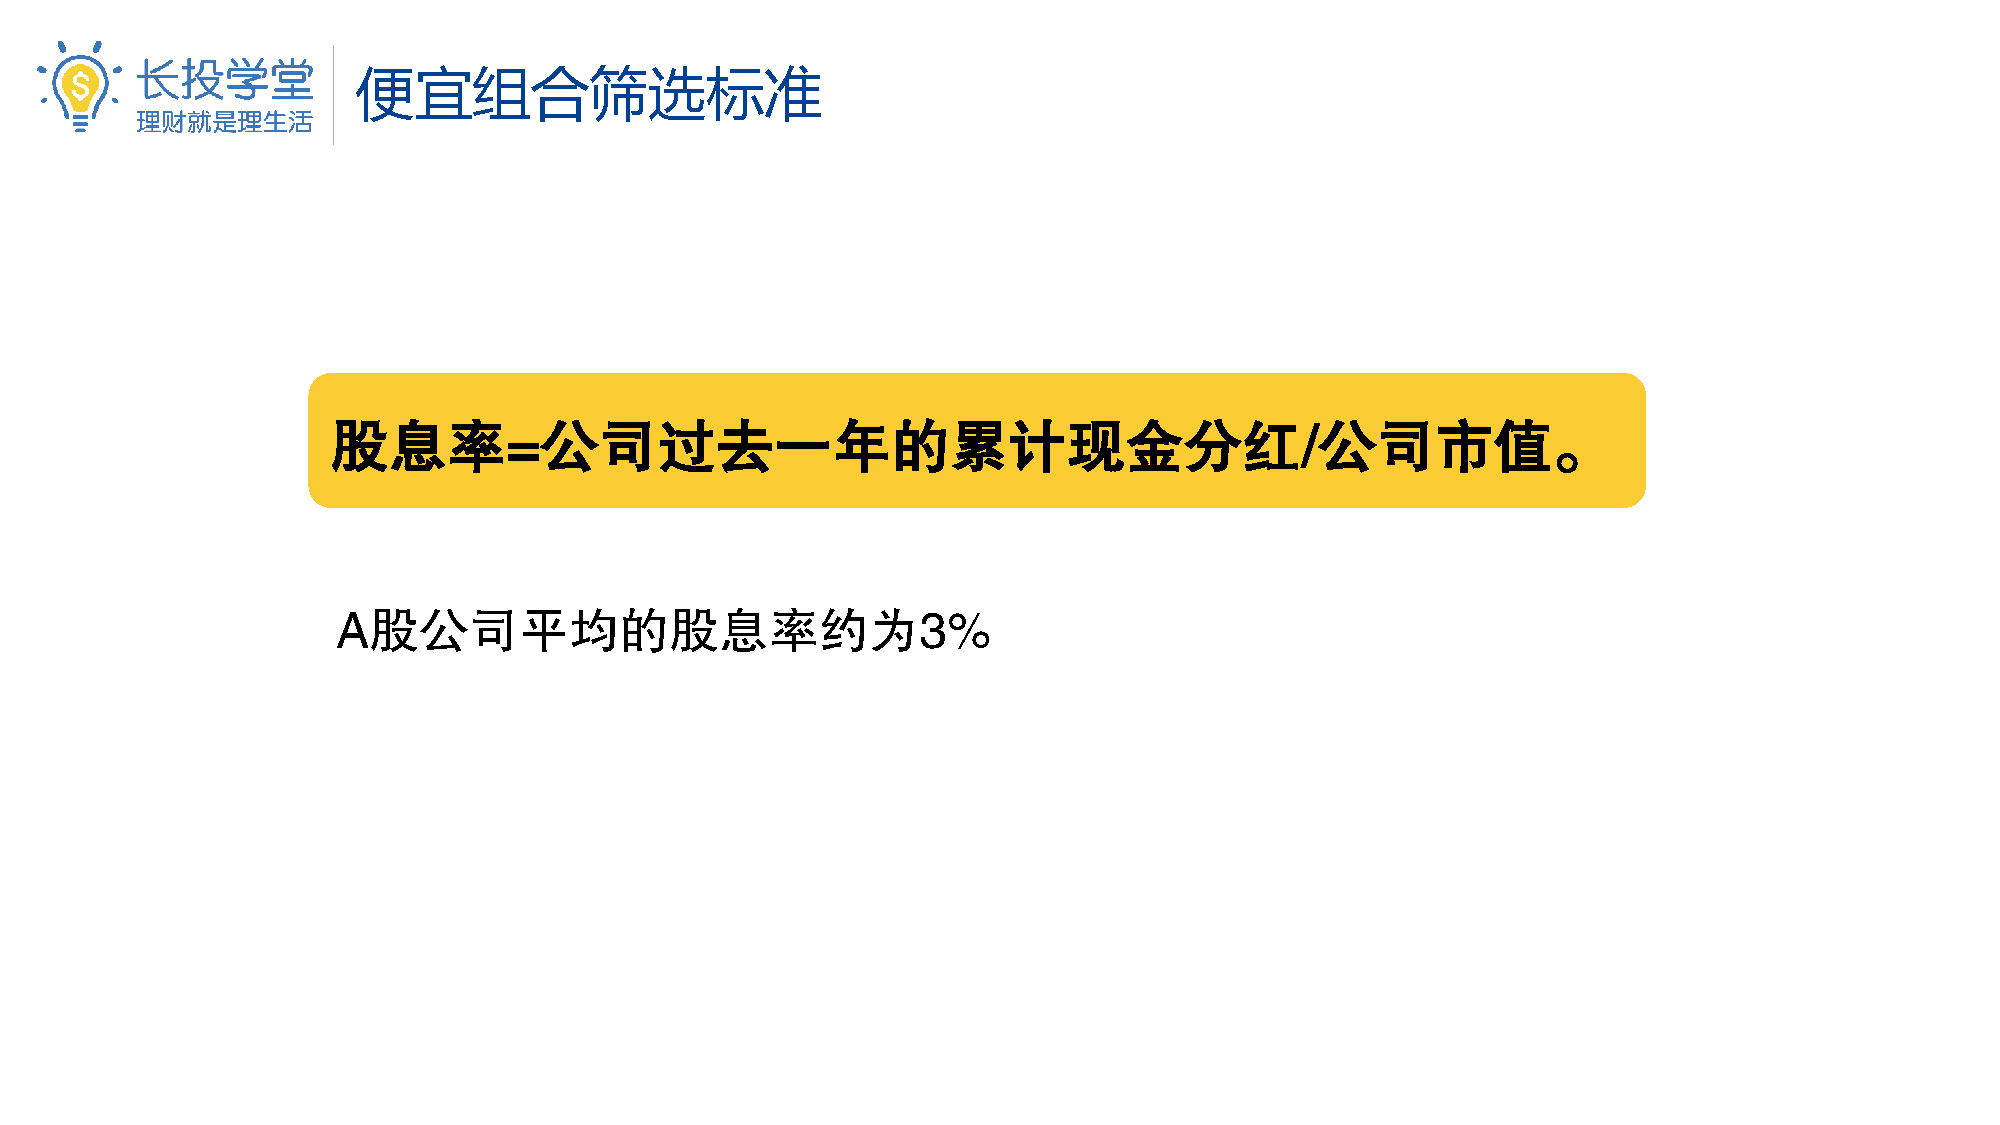 长投学堂
理财就是理生活
便宜组合筛选标准
股息率=公司过去一年的累计现金分红/公司市值。
A股公司平均的股息率约为3%